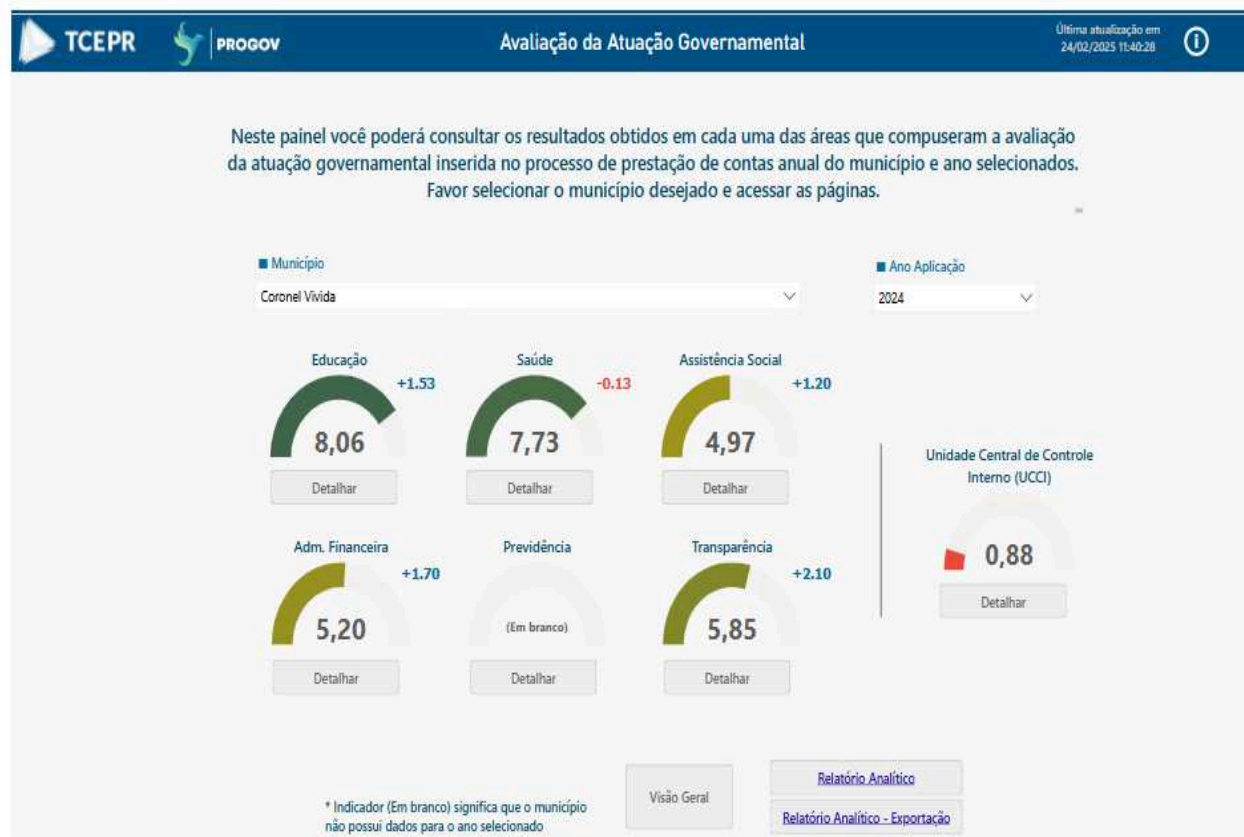 TCEPR
PROGOV
Avaliação da Atuação Governamental
Última atualização em
24/02/2025 11:40:28
Neste painel você poderá consultar os resultados obtidos em cada uma das áreas que compuseram a avaliação
da atuação governamental inserida no processo de prestação de contas anual do município e ano selecionados.
Favor selecionar o município desejado e acessar as páginas.
Município
Coronel Vivida
Ano Aplicação
2024
Educação
+1.53
8,06
Detalhar
Saúde
-0.13
7,73
Detalhar
Assistência Social
+1.20
4,97
Detalhar
Unidade Central de Controle
Interno (UCCI)
0,88
Detalhar
Adm. Financeira
+1.70
5,20
Detalhar
Previdência
(Em branco)
Detalhar
Transparência
+2.10
5,85
Detalhar
* Indicador (Em branco) significa que o município
não possui dados para o ano selecionado
Visão Geral
Relatório Analítico
Relatório Analítico - Exportação